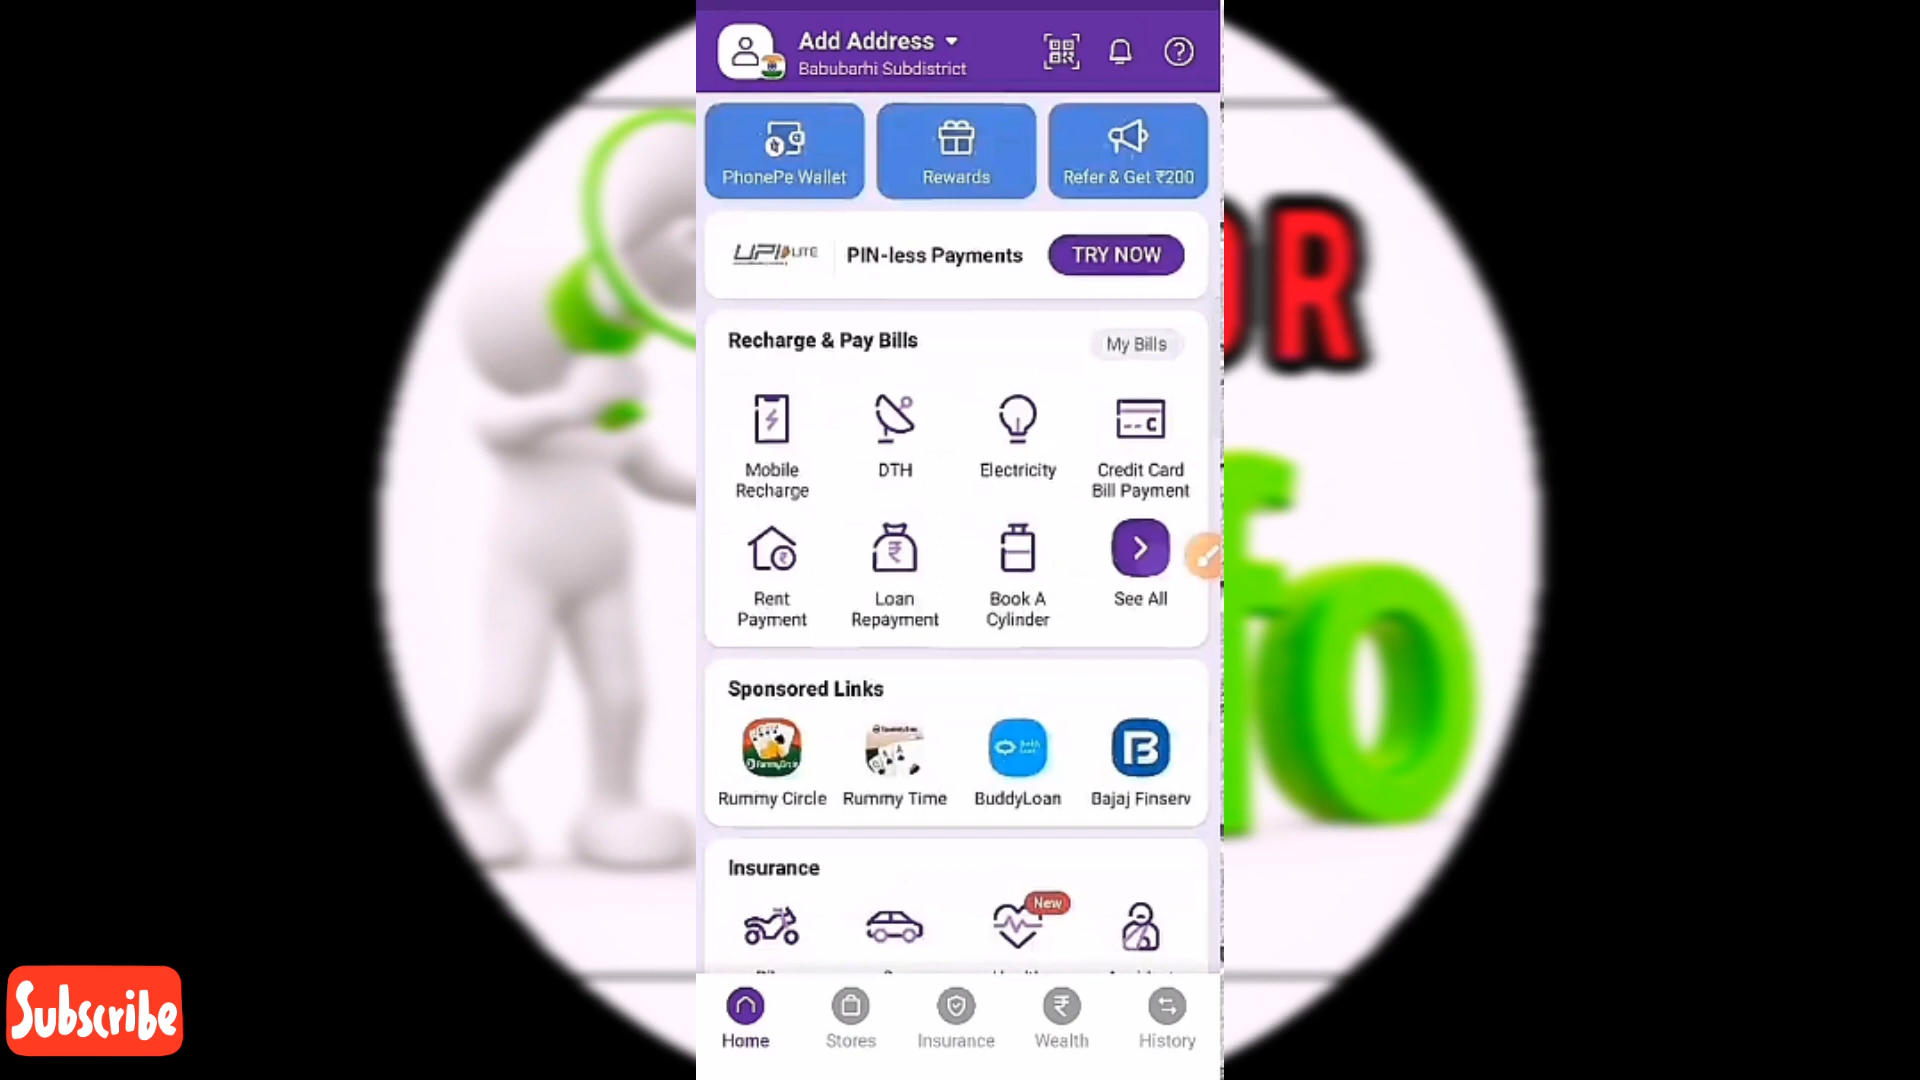 Add Address
Babubarhi Subdistrict
PhonePe Wallet
Rewards
Refer & Get ₹200
UPI LITE
PIN-less Payments
TRY NOW
Recharge & Pay Bills
My Bills
Mobile Recharge
DTH
Electricity
Credit Card Bill Payment
Rent Payment
Loan Repayment
Book A Cylinder
See All
Sponsored Links
Rummy Circle
Rummy Time
BuddyLoan
Bajaj Finserv
Insurance
New
Home
Stores
Insurance
Wealth
History
Subscribe